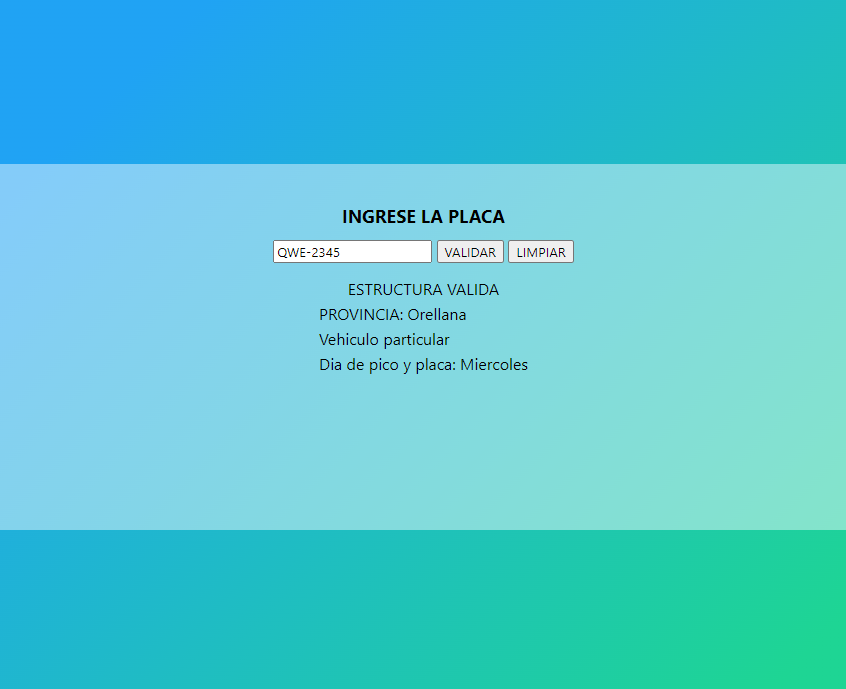 INGRESE LA PLACA
QWE-2345 VALIDAR LIMPIAR
ESTRUCTURA VALIDA
PROVINCIA: Orellana
Vehiculo particular
Dia de pico y placa: Miercoles